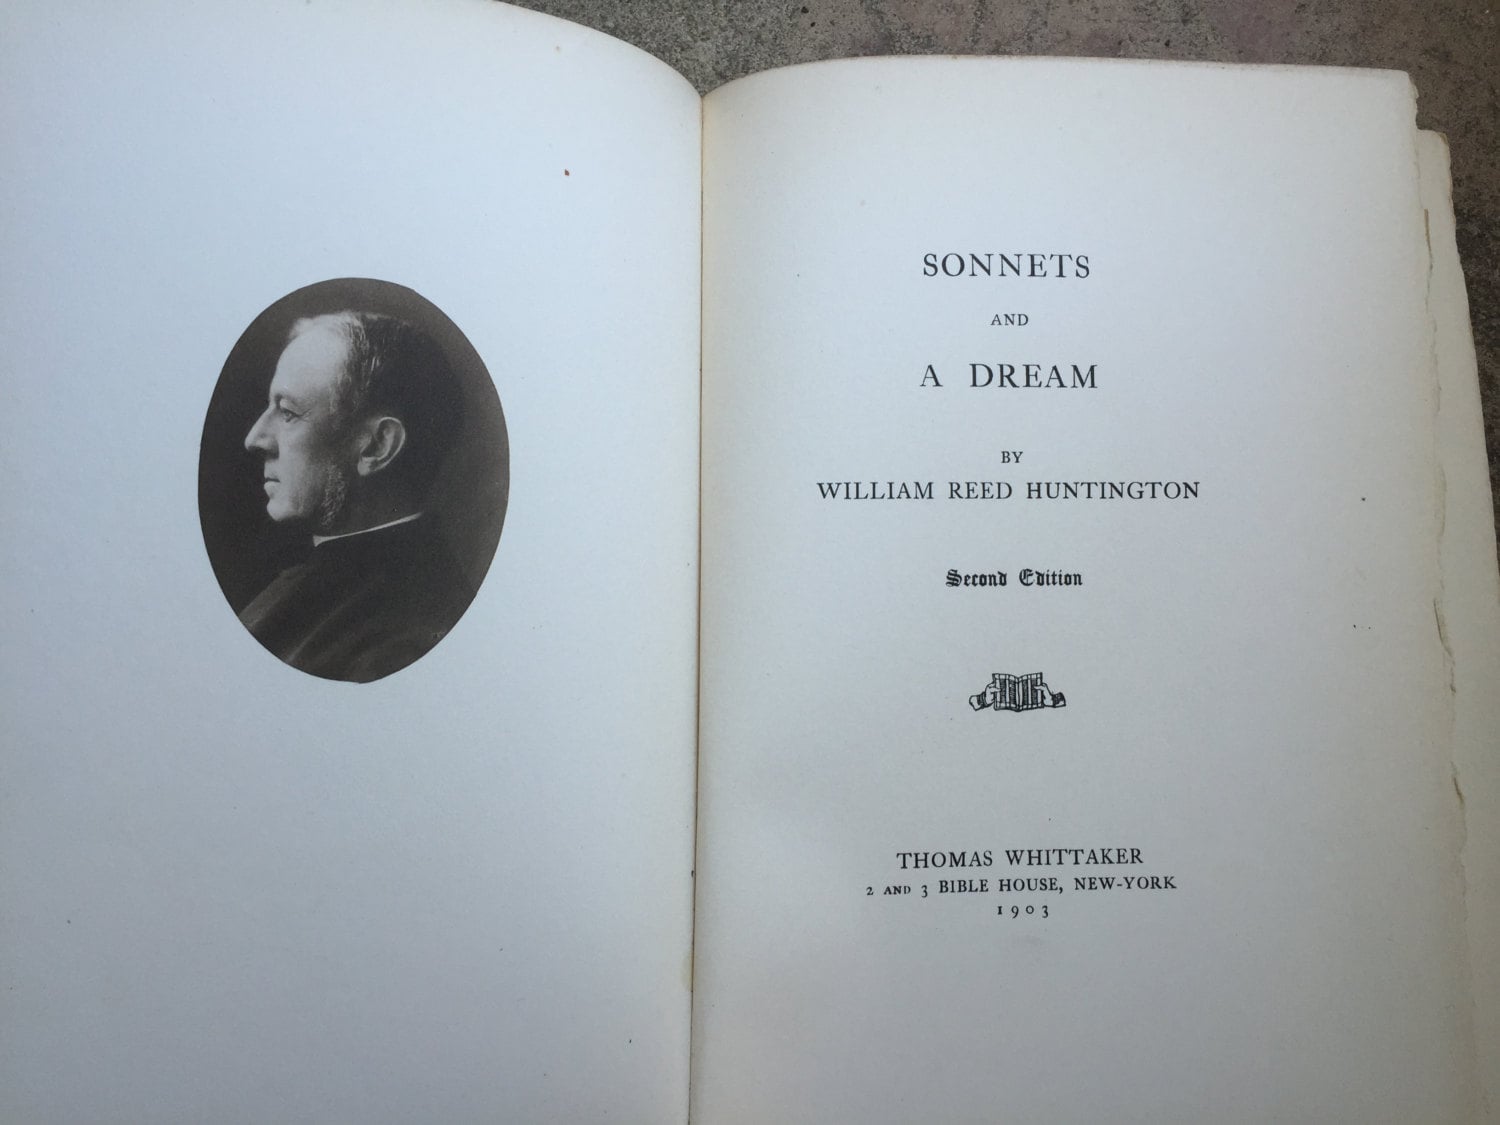 SONNETS
AND
A DREAM
BY
WILLIAM REED HUNTINGTON
Second Edition
THOMAS WHITTAKER
2 AND 3 BIBLE HOUSE, NEW-YORK
1903